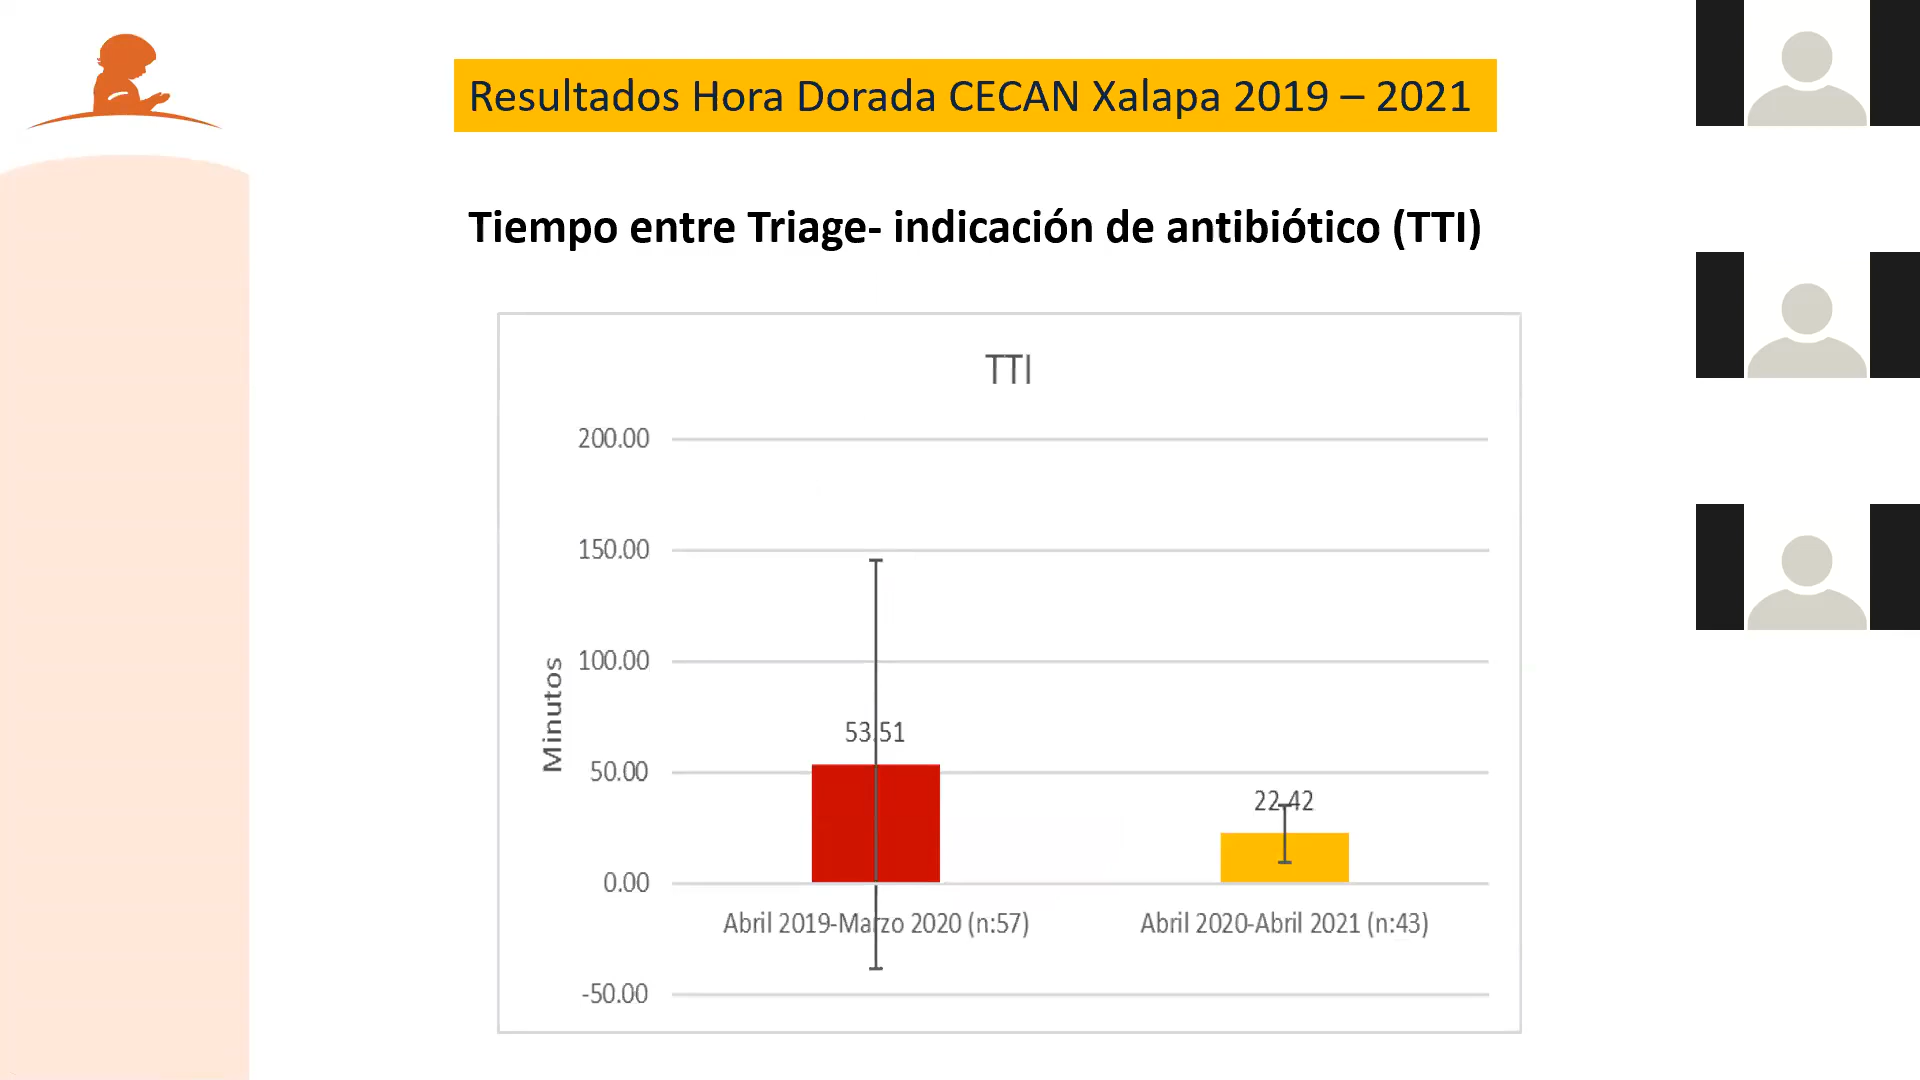 Resultados Hora Dorada CECAN Xalapa 2019 – 2021
Tiempo entre Triage- indicación de antibiótico (TTI)
TTI
200.00
150.00
100.00
50.00
0.00
-50.00
Minutos
53.51
22.42
Abril 2019-Marzo 2020 (n:57)
Abril 2020-Abril 2021 (n:43)